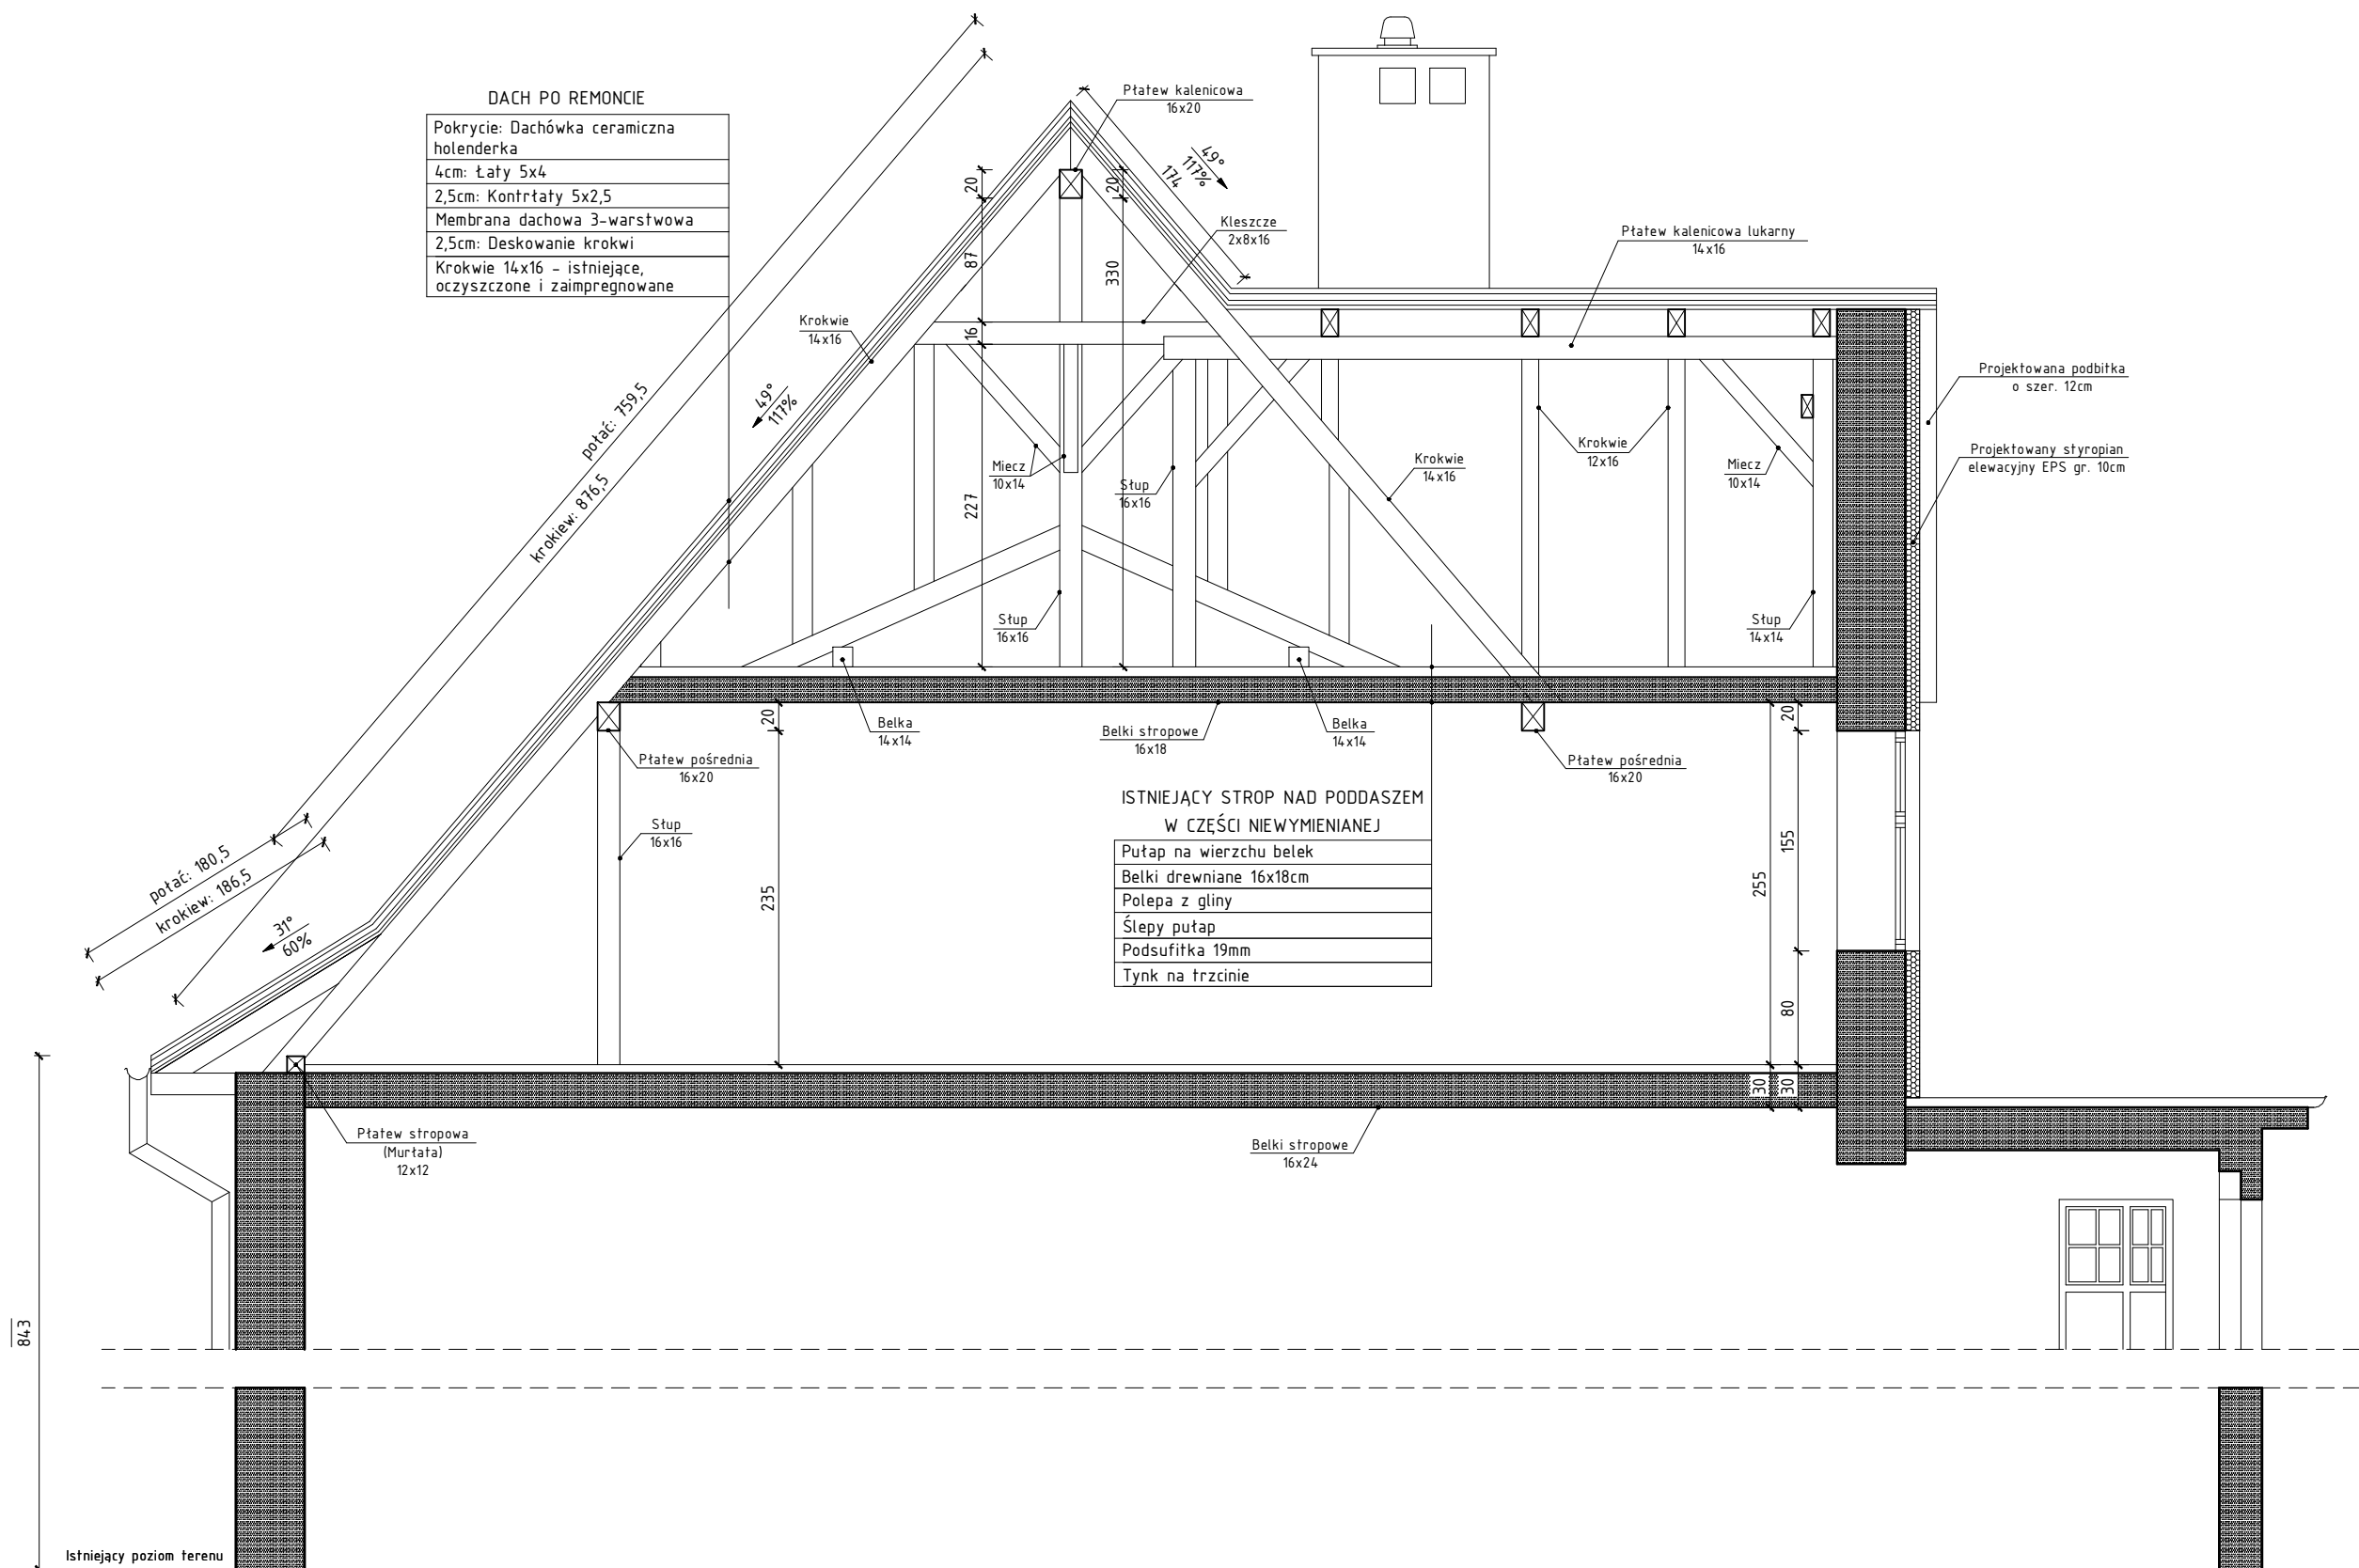 DACH PO REMONCIE
Pokrycie: Dachówka ceramiczna
holenderka
4cm: Łaty 5x4
2,5cm: Kontrłaty 5x2,5
Membrana dachowa 3-warstwowa
2,5cm: Deskowanie krokwi
Krokwie 14x16 - istniejące,
oczyszczone i zaimpregnowane
Płatew kalenicowa
16x20
49°
117%
174
Kleszcze
2x8x16
Płatew kalenicowa lukarny
14x16
20
20
87
330
16
227
Krokwie
14x16
49°
117%
połać: 759,5
krokiew: 876,5
Miecz
10x14
Słup
16x16
Krokwie
14x16
Krokwie
12x16
Miecz
10x14
Projektowana podbitka
o szer. 12cm
Projektowany styropian
elewacyjny EPS gr. 10cm
Słup
16x16
Słup
14x14
Belka
14x14
Belki stropowe
16x18
Belka
14x14
20
20
Płatew pośrednia
16x20
Płatew pośrednia
16x20
Słup
16x16
235
255
155
80
30
30
ISTNIEJĄCY STROP NAD PODDASZEM
W CZĘŚCI NIEWYMIENIANEJ
Pułap na wierzchu belek
Belki drewniane 16x18cm
Polepa z gliny
Ślepy pułap
Podsufitka 19mm
Tynk na trzcinie
połać: 180,5
krokiew: 186,5
31°
60%
Płatew stropowa
(Murłata)
12x12
Belki stropowe
16x24
843
Istniejący poziom terenu